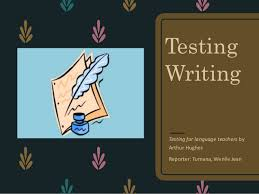 Testing
Writing
Testing for language teachers by
Arthur Hughes
Reporter: Tumana, Wenlie Jean